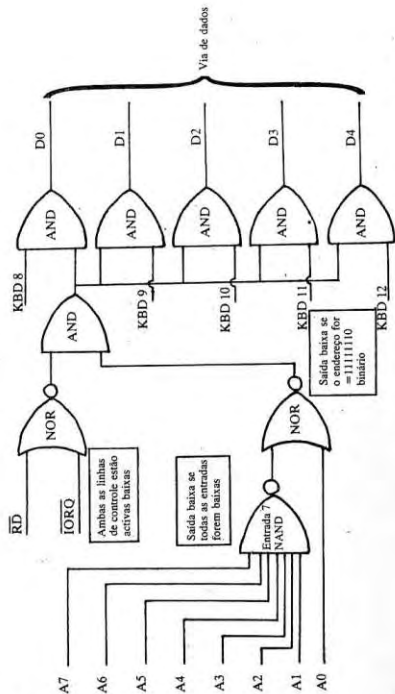 R̅D̅
I̅O̅R̅Q̅
NOR
Ambas as linhas
de controle estão
activas baixas
A7
A6
A5
A4
A3
A2
A1
A0
Saída baixa se
todas as entradas
forem baixas
Entrada 7
NAND
NOR
Saída baixa se
o endereço for
=11111110
binário
AND
KBD 8
KBD 9
KBD 10
KBD 11
KBD 12
AND
AND
AND
AND
AND
D0
D1
D2
D3
D4
Via de dados